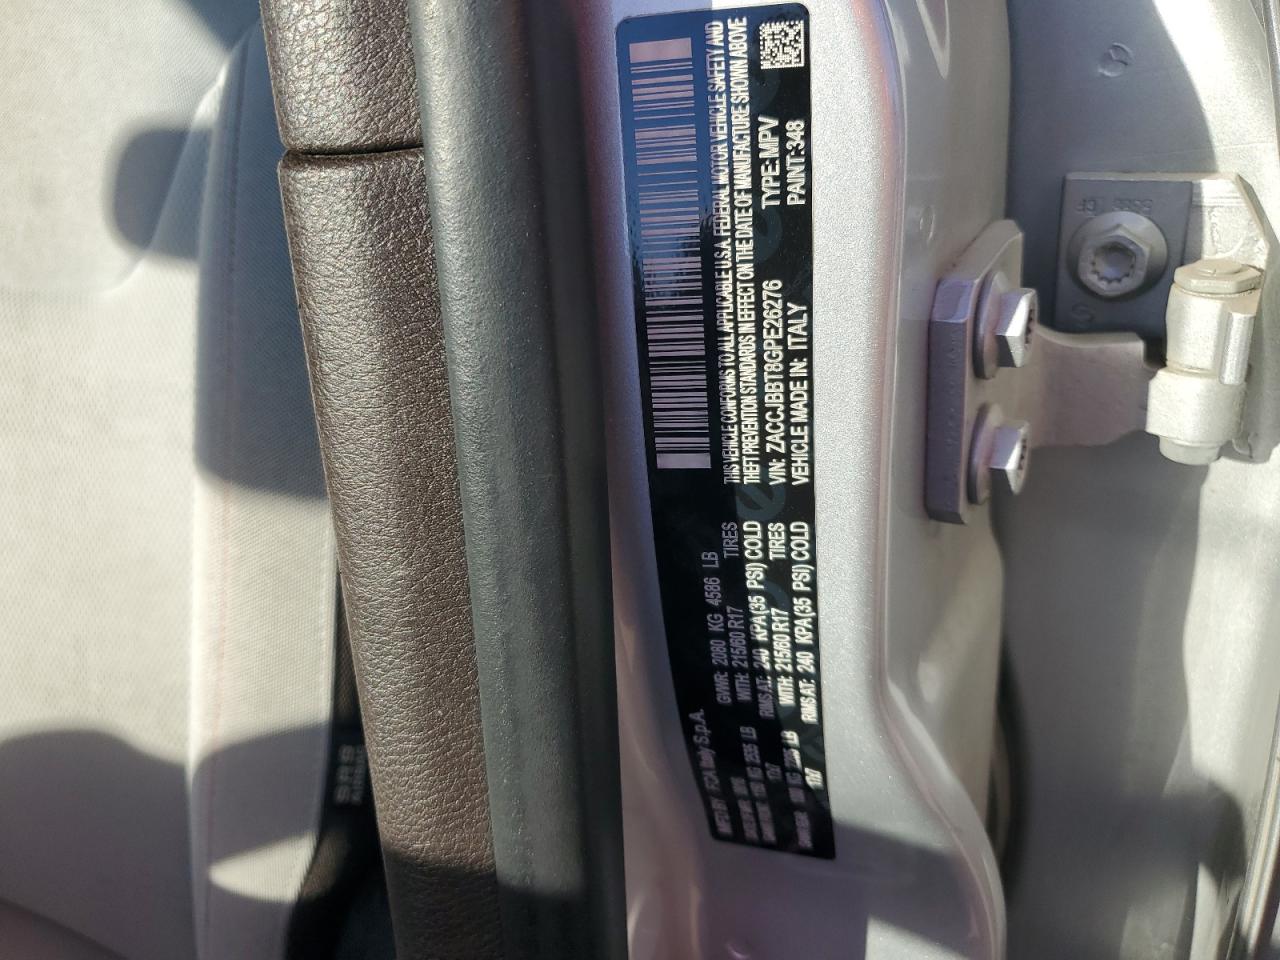 MFD BY FCA Italy S.p.A.
GVWR: 2080 KG 4586 LB
TIRES
WITH: 215/60 R17
RIMS AT: 240 KPA(35 PSI) COLD
TIRES
WITH: 215/60 R17
RIMS AT: 240 KPA(35 PSI) COLD
THIS VEHICLE CONFORMS TO ALL APPLICABLE U.S.A. FEDERAL MOTOR VEHICLE SAFETY AND
THEFT PREVENTION STANDARDS IN EFFECT ON THE DATE OF MANUFACTURE SHOWN ABOVE
VIN: ZACCJBBT8GPE26276
TYPE: MPV
VEHICLE MADE IN: ITALY
PAINT: 348
SRS